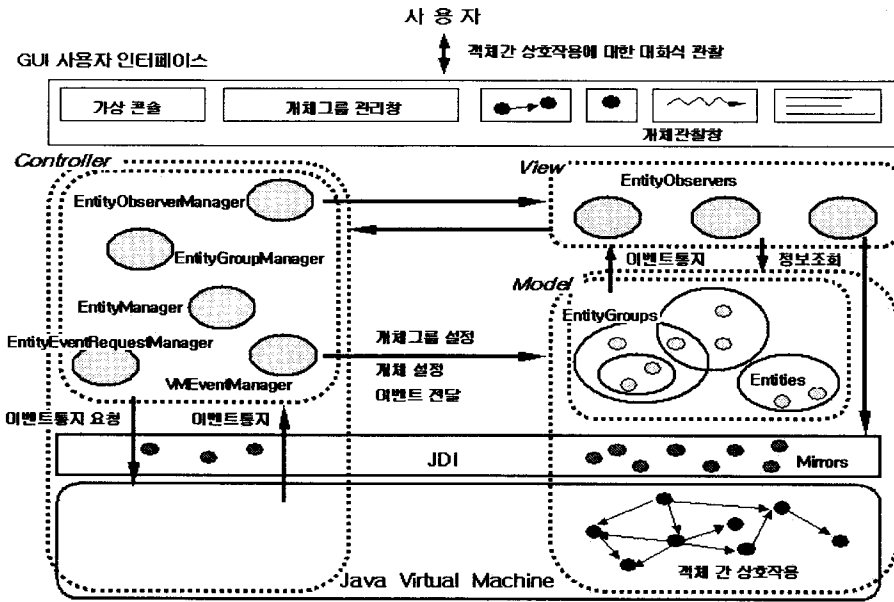 사 용 자
객체간 상호작용에 대한 대화식 관찰
GUI 사용자 인터페이스
가상 콘솔
개체그룹 관리창
개체관찰창
Controller
View
EntityObserverManager
EntityObservers
EntityGroupManager
이벤트통지
정보조회
Model
EntityManager
EntityGroups
EntityEventRequestManager
개체그룹 설정
VMEventManager
개체 설정
Entities
이벤트 전달
이벤트통지 요청
이벤트통지
JDI
Mirrors
객체 간 상호작용
Java Virtual Machine